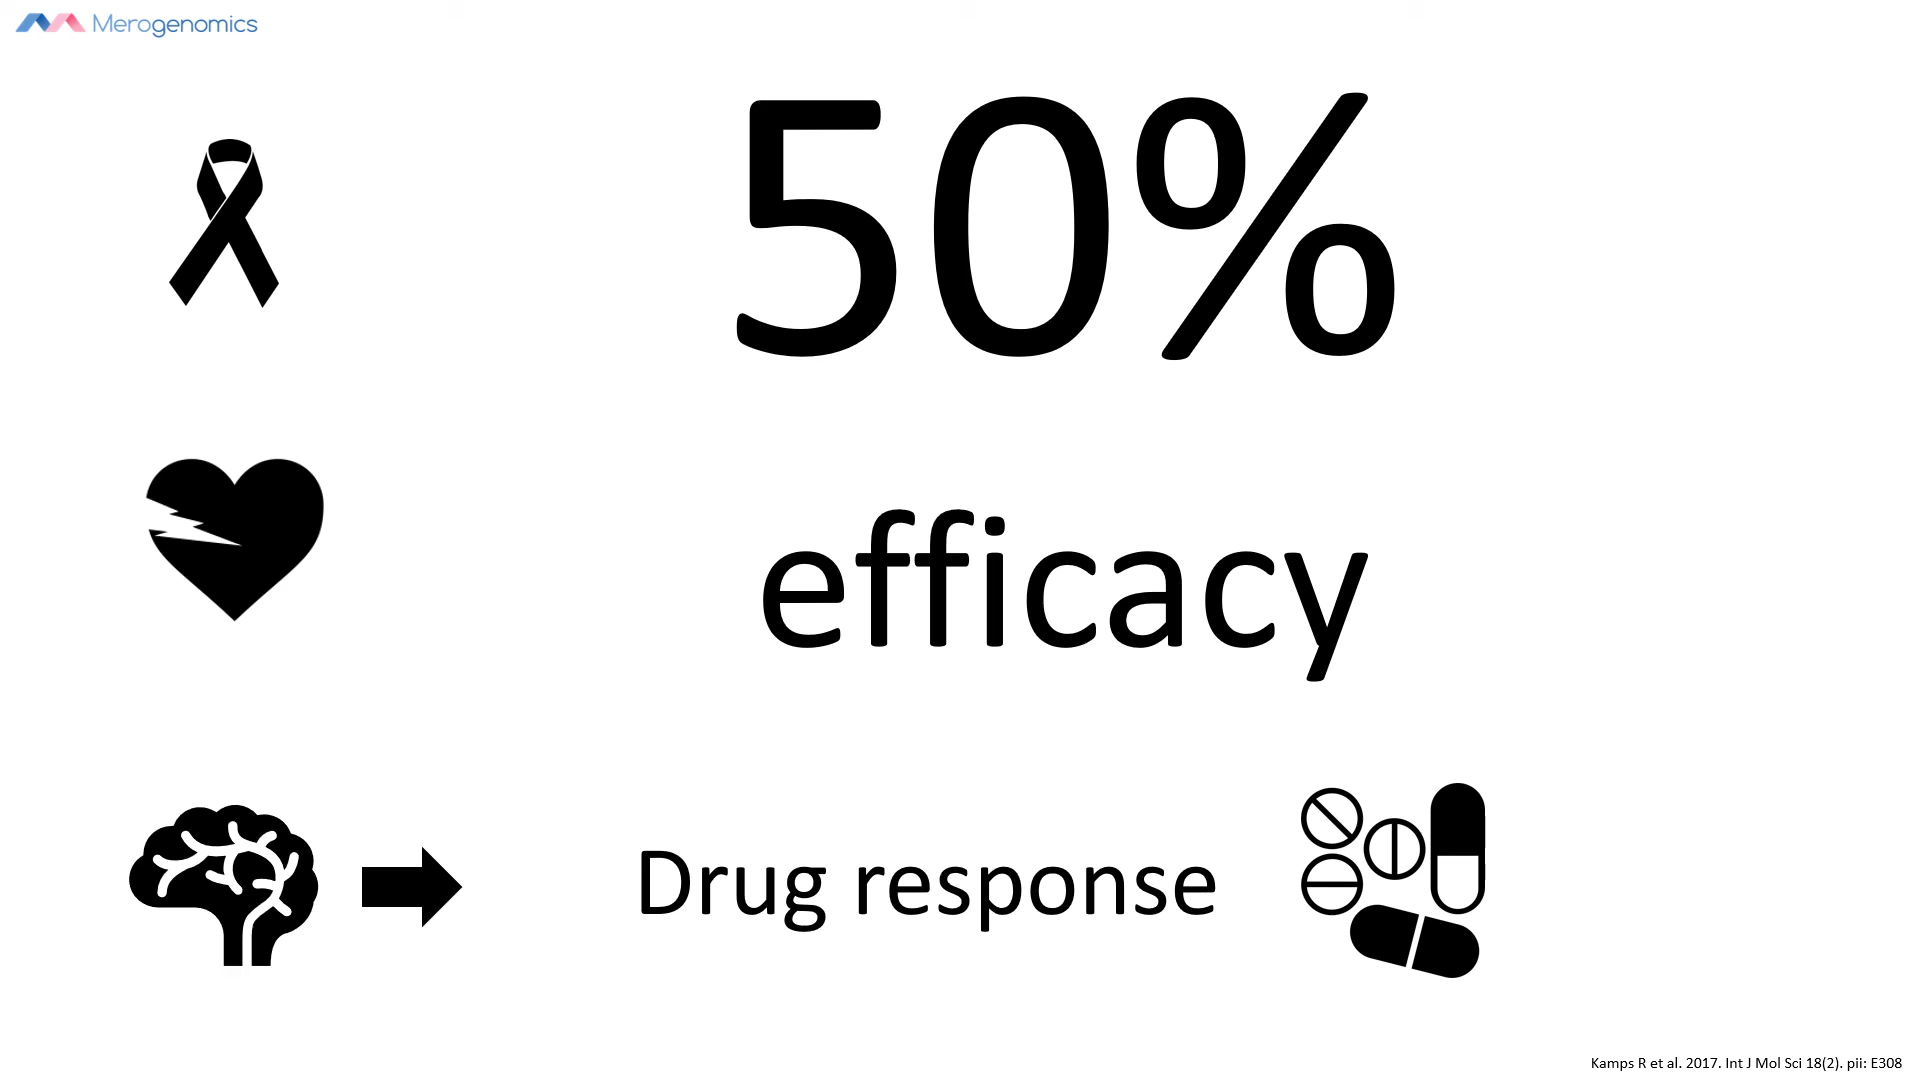 Merogenomics
50%
efficacy
Drug response
Kamps R et al. 2017. Int J Mol Sci 18(2). pii: E308